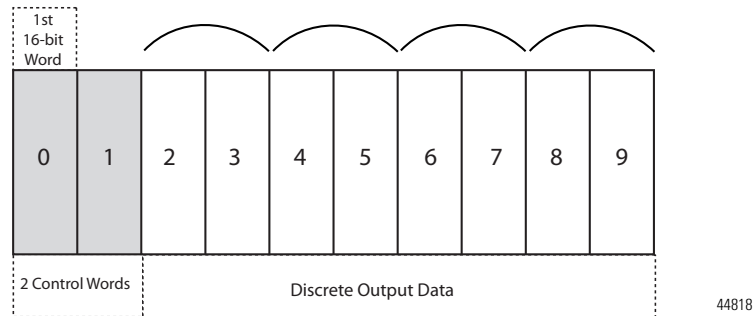 1st
16-bit
Word
0 1 2 3 4 5 6 7 8 9
2 Control Words
Discrete Output Data
44818